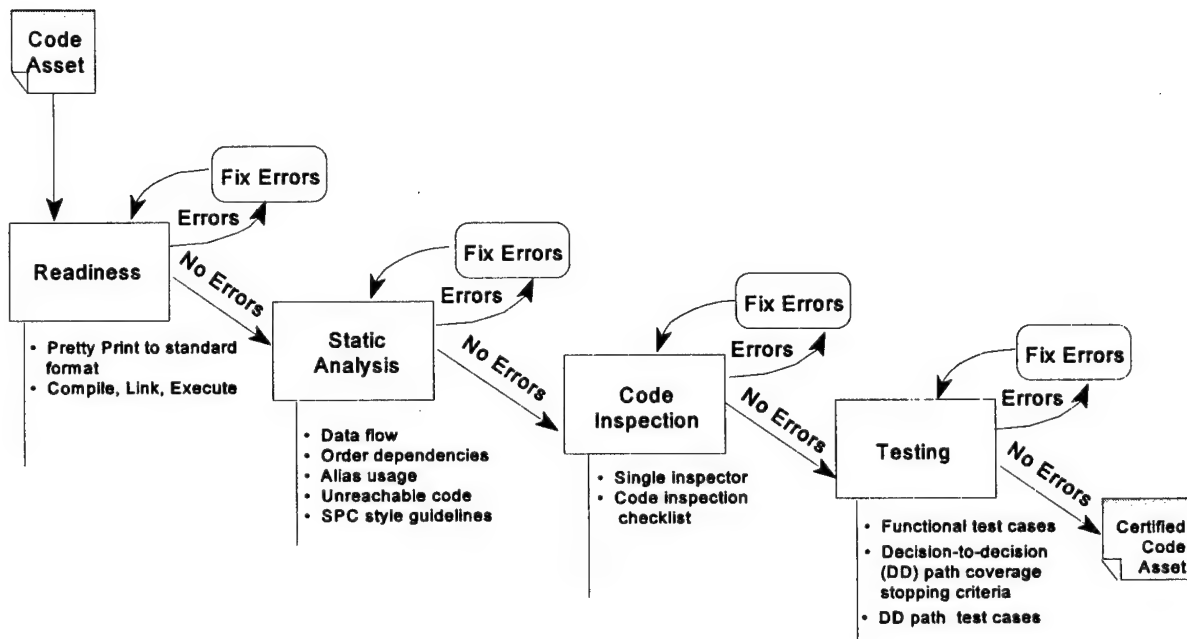 Code
Asset
Fix Errors
Errors
Readiness
No Errors
• Pretty Print to standard
format
• Compile, Link, Execute
Fix Errors
Errors
Static
Analysis
No Errors
• Data flow
• Order dependencies
• Alias usage
• Unreachable code
• SPC style guidelines
Fix Errors
Errors
Code
Inspection
No Errors
• Single inspector
• Code inspection
checklist
Fix Errors
Errors
Testing
No Errors
• Functional test cases
• Decision-to-decision
(DD) path coverage
stopping criteria
• DD path test cases
Certified
Code
Asset